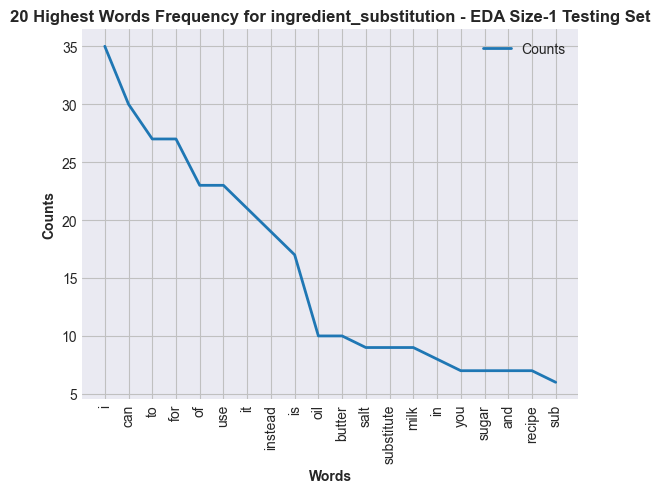 20 Highest Words Frequency for ingredient_substitution - EDA Size-1 Testing Set
Counts
35
30
25
20
15
10
5
Counts
i
can
to
for
of
use
it
instead
is
oil
butter
salt
substitute
milk
in
you
sugar
and
recipe
sub
Words